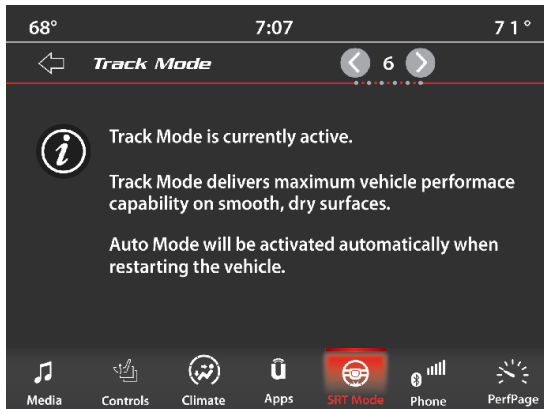 68° 7:07 71°
Track Mode 6
Track Mode is currently active.
Track Mode delivers maximum vehicle performace
capability on smooth, dry surfaces.
Auto Mode will be activated automatically when
restarting the vehicle.
Media Controls Climate Apps SRT Mode Phone PerfPage